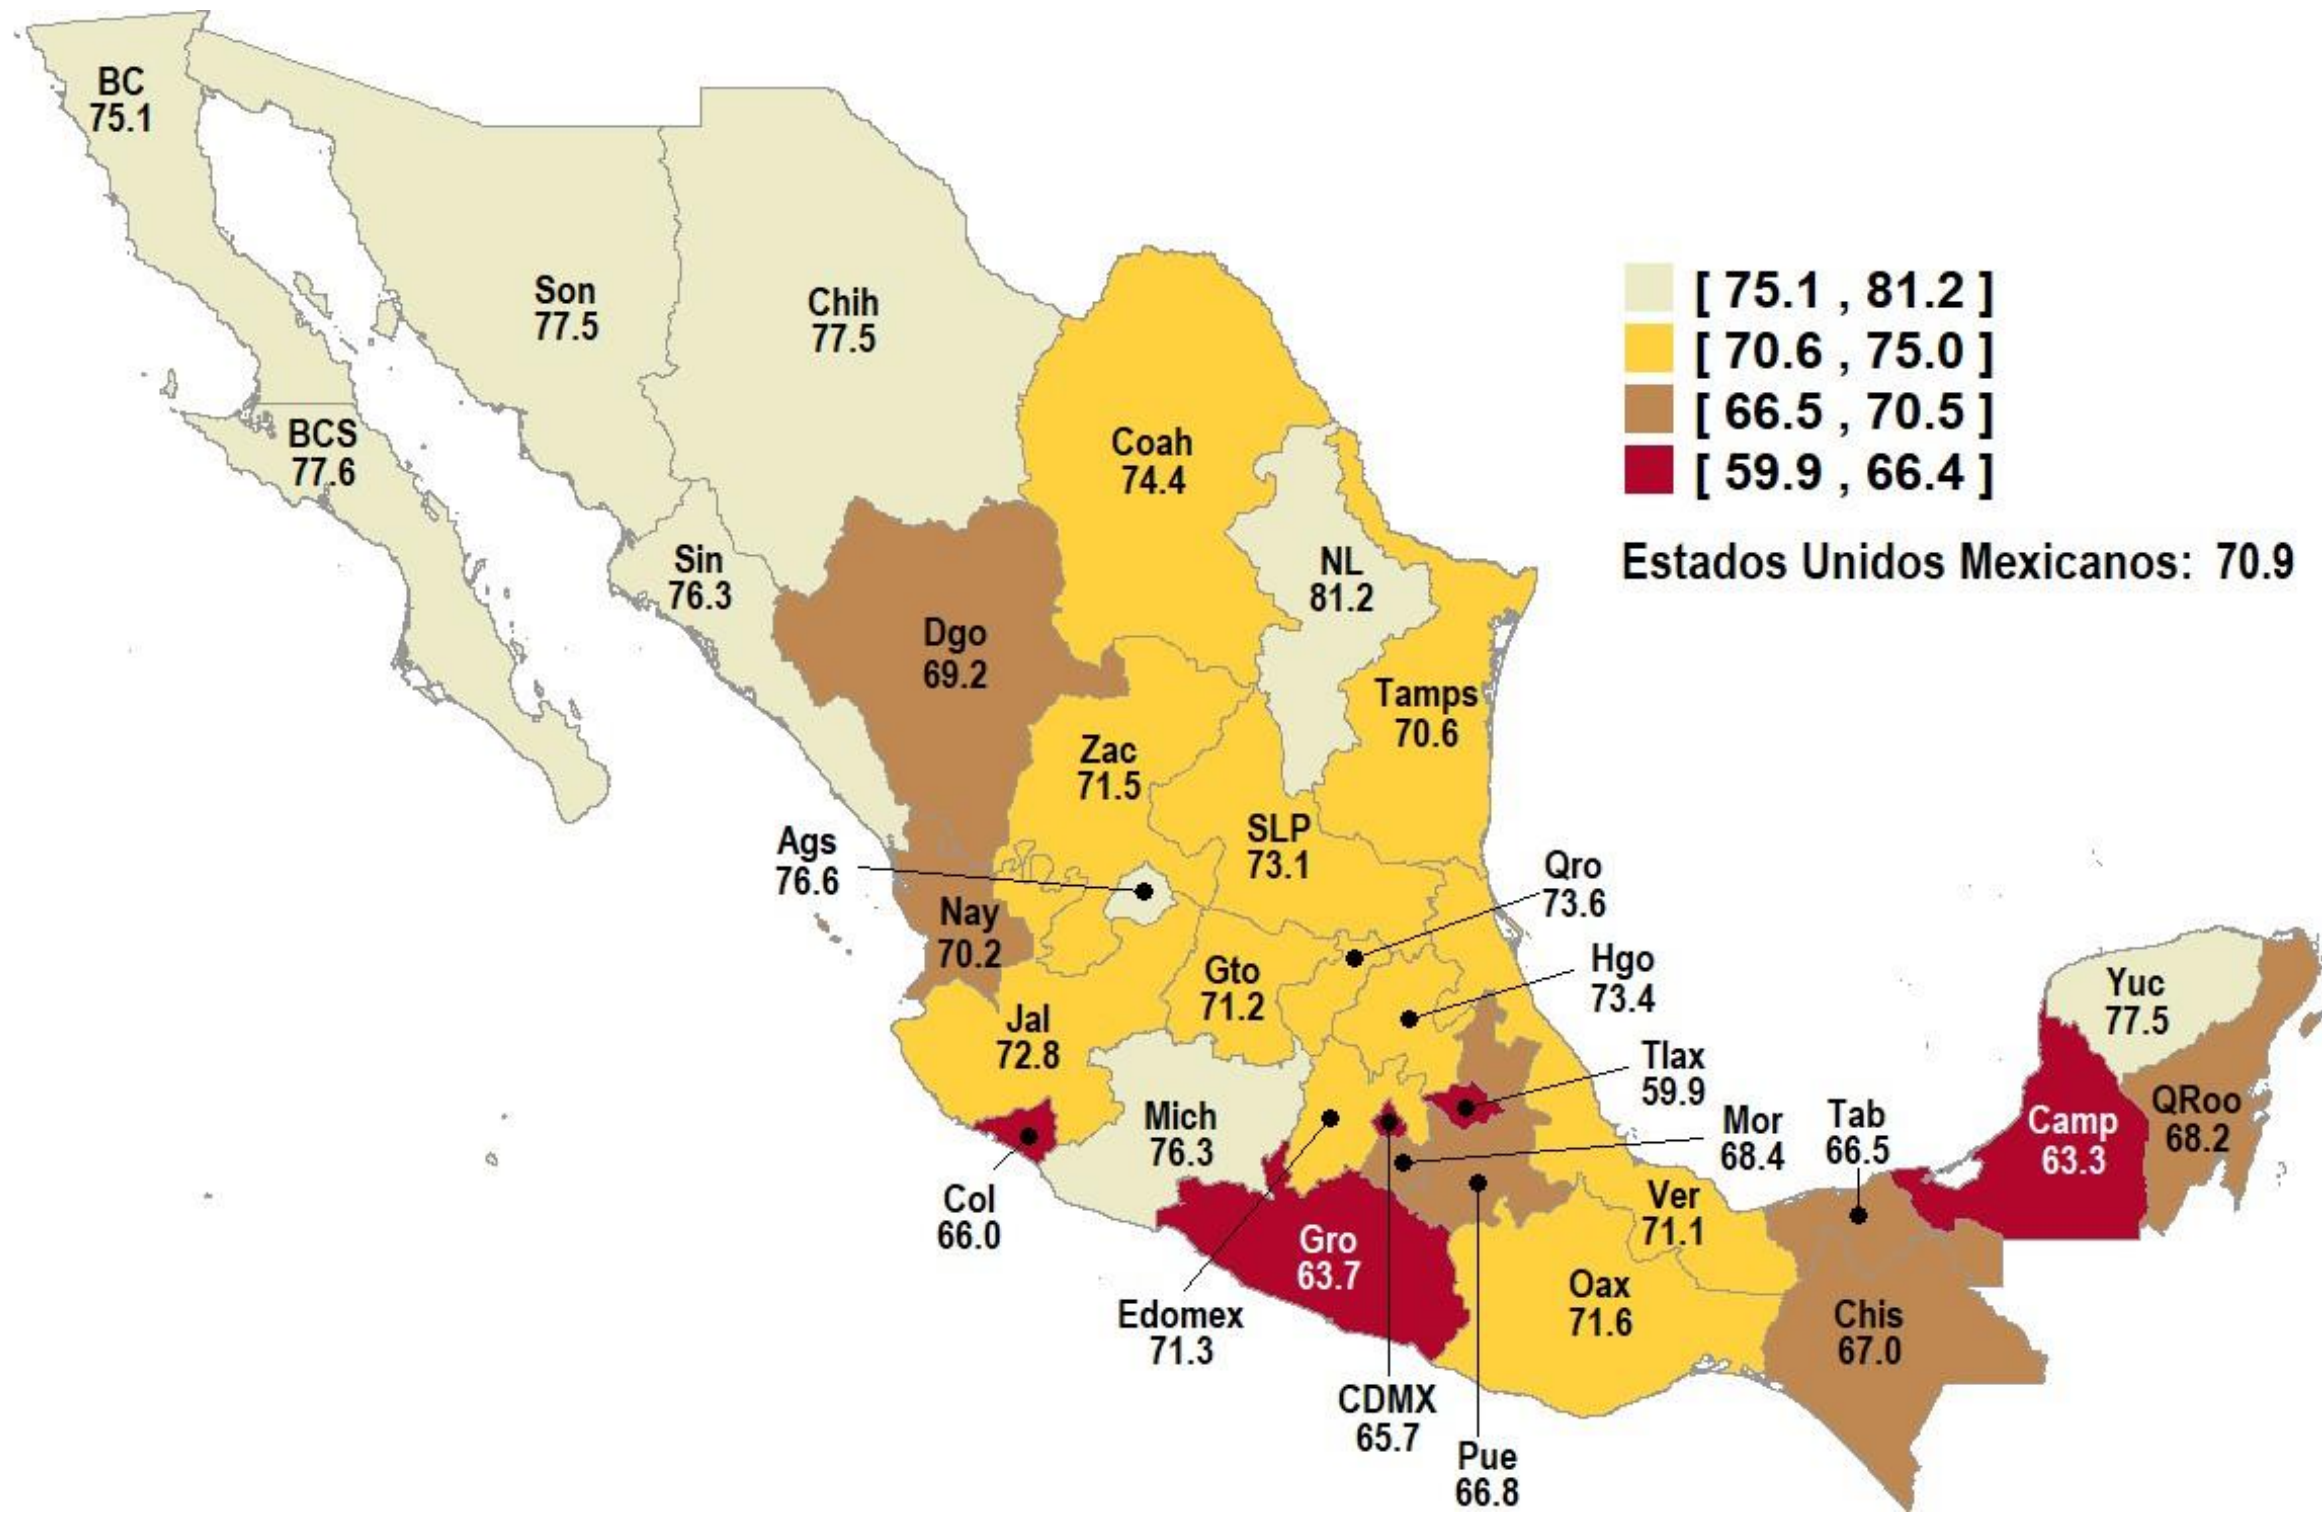 BC
75.1
Son
77.5
Chih
77.5
BCS
77.6
Coah
74.4
Sin
76.3
NL
81.2
Dgo
69.2
Tamps
70.6
Zac
71.5
SLP
73.1
Ags
76.6
Qro
73.6
Nay
70.2
Gto
71.2
Hgo
73.4
Jal
72.8
Yuc
77.5
Tlax
59.9
Mich
76.3
Mor
68.4
Tab
66.5
Camp
63.3
QRoo
68.2
Col
66.0
Ver
71.1
Gro
63.7
Oax
71.6
Edomex
71.3
Chis
67.0
CDMX
65.7
Pue
66.8
[ 75.1 , 81.2 ]
[ 70.6 , 75.0 ]
[ 66.5 , 70.5 ]
[ 59.9 , 66.4 ]
Estados Unidos Mexicanos: 70.9